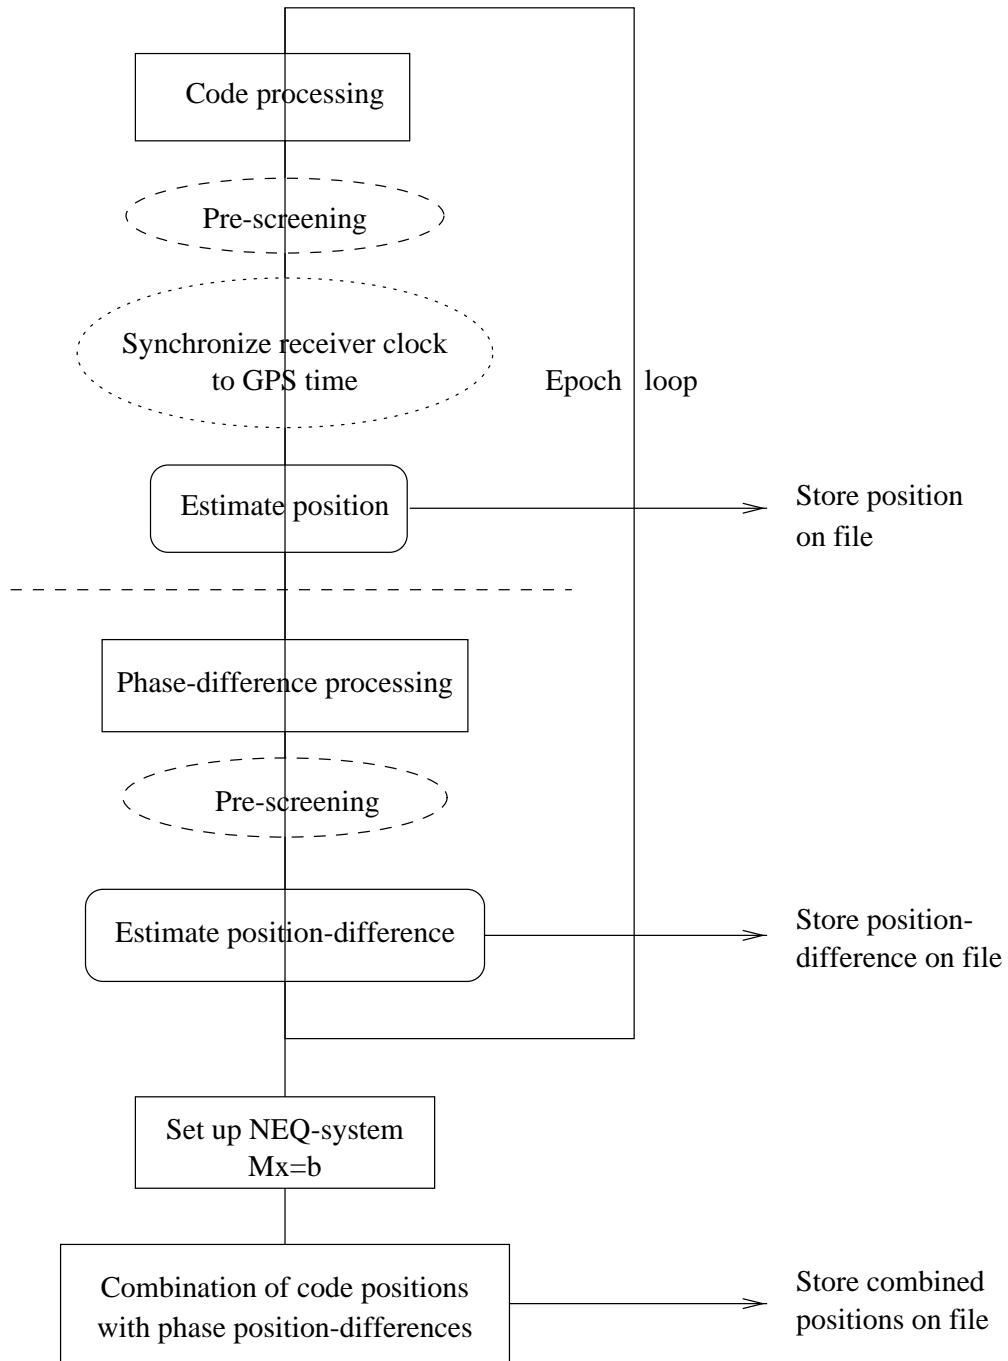 Code processing
Pre-screening
Synchronize receiver clock
to GPS time
Epoch loop
Estimate position
Store position
on file
Phase-difference processing
Pre-screening
Estimate position-difference
Store position-
difference on file
Set up NEQ-system
Mx=b
Combination of code positions
with phase position-differences
Store combined
positions on file